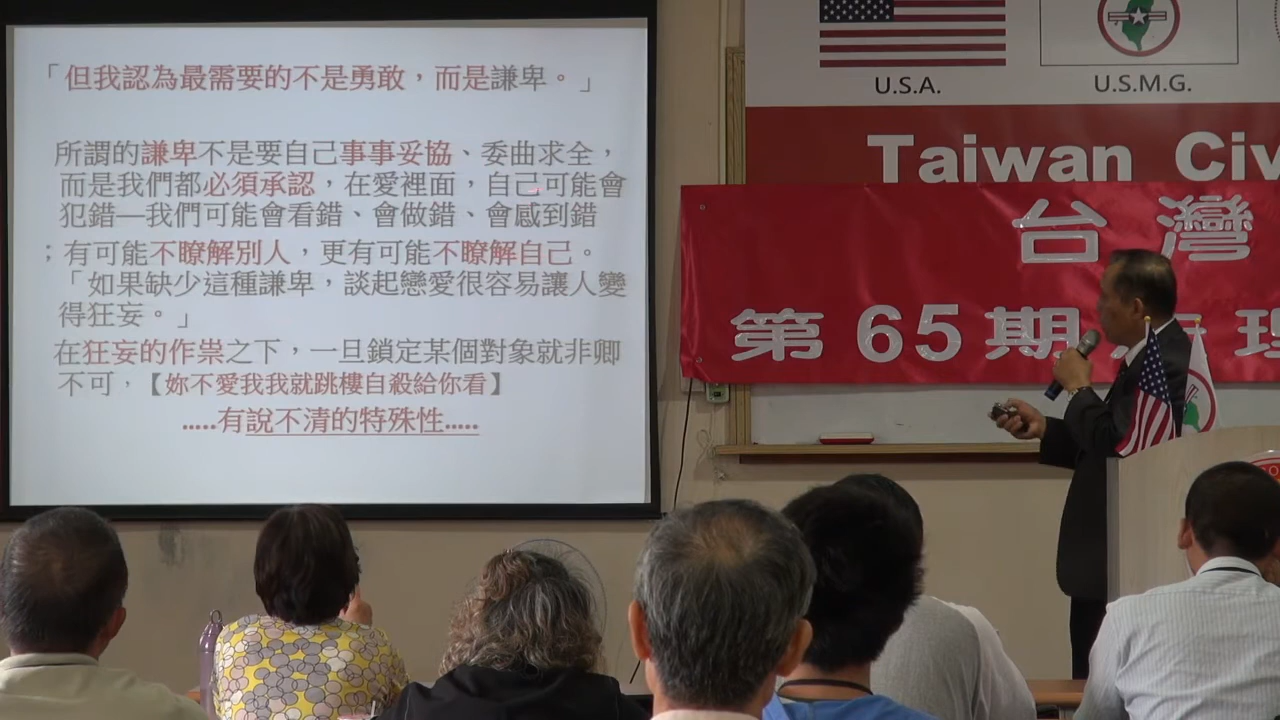 「但我認為最需要的不是勇敢，而是謙卑。」
所謂的謙卑不是要自己事事妥協、委曲求全，
而是我們都必須承認，在愛裡面，自己可能會
犯錯—我們可能會看錯、會做錯、會感到錯
；有可能不瞭解別人，更有可能不瞭解自己。
「如果缺少這種謙卑，談起戀愛很容易讓人變
得狂妄。」
在狂妄的作祟之下，一旦鎖定某個對象就非卿
不可，【妳不愛我我就跳樓自殺給你看】
.....有說不清的特殊性.....
U.S.A.
U.S.M.G.
Taiwan Civ
台灣
第65期